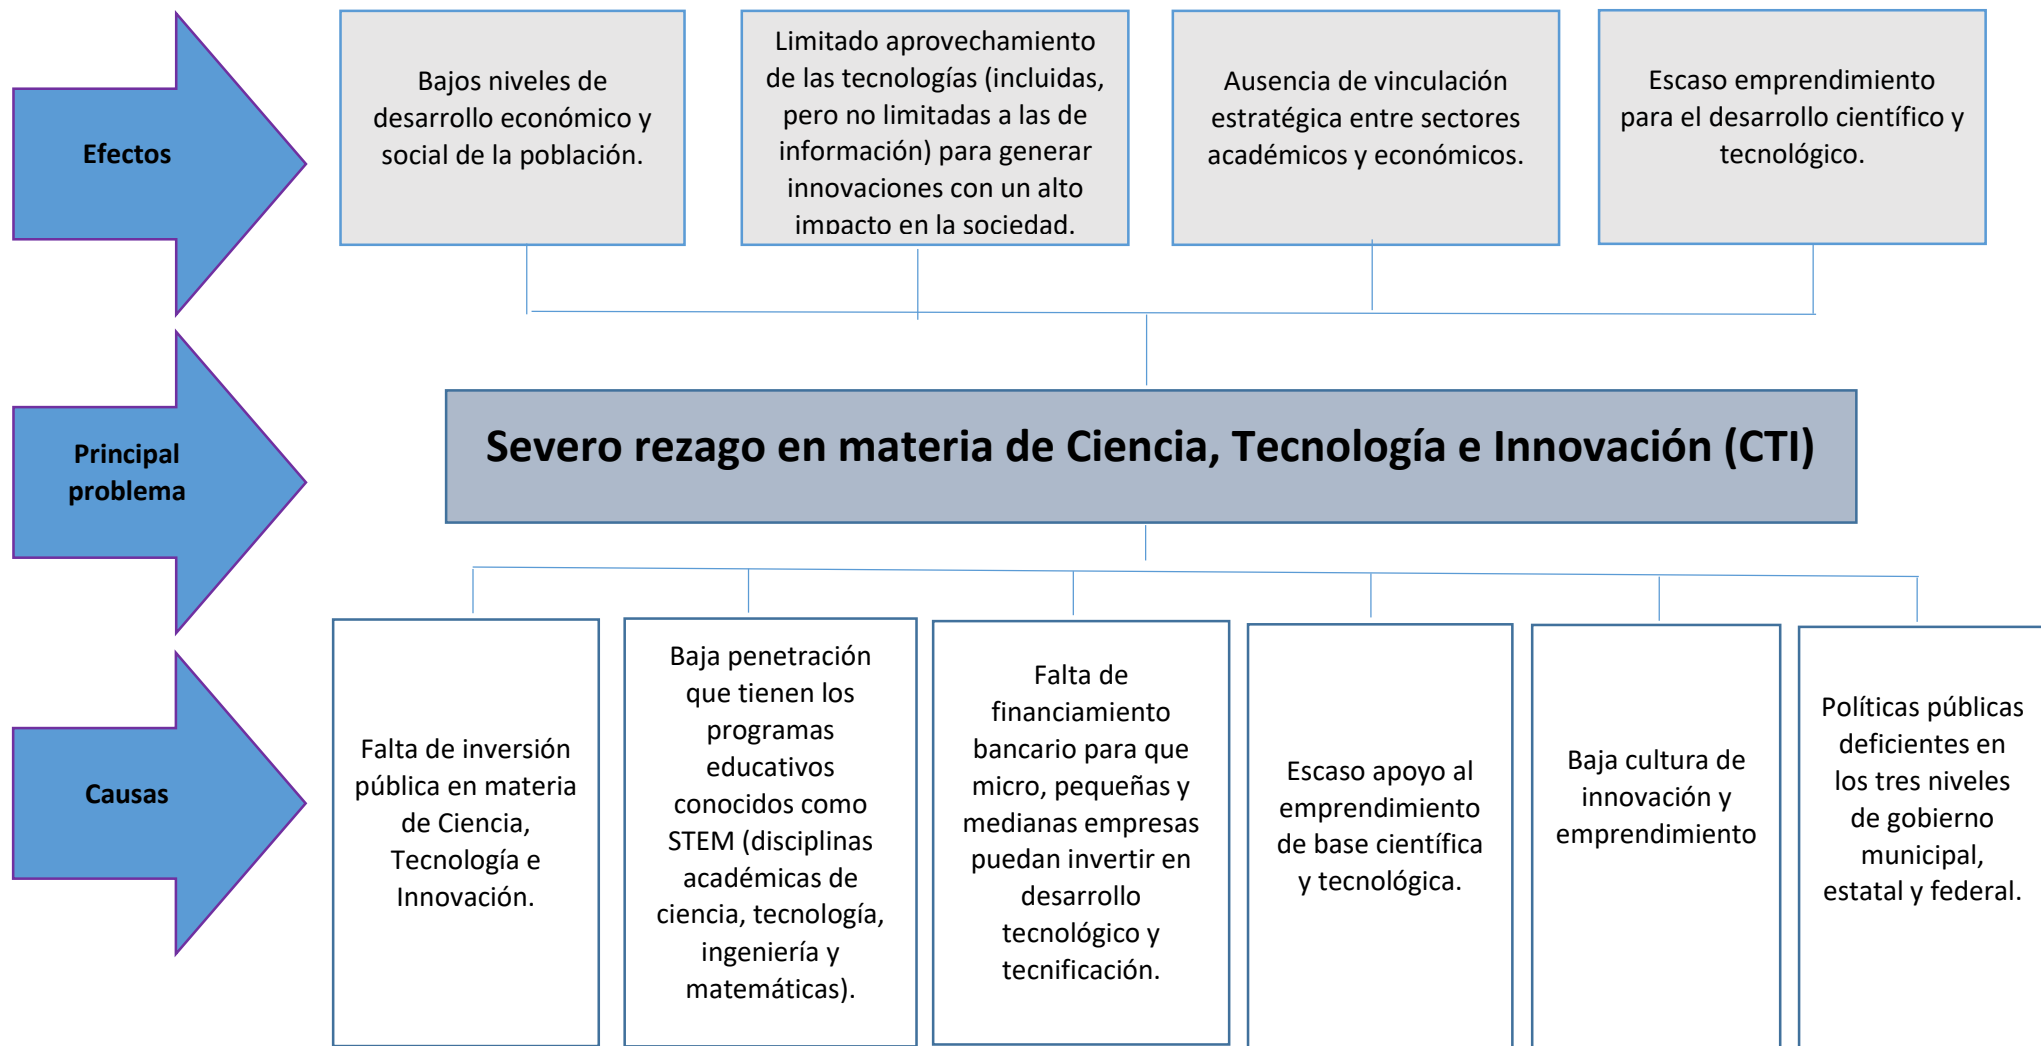 Efectos
Bajos niveles de
desarrollo económico y
social de la población.
Limitado aprovechamiento
de las tecnologías (incluidas,
pero no limitadas a las de
información) para generar
innovaciones con un alto
impacto en la sociedad.
Ausencia de vinculación
estratégica entre sectores
académicos y económicos.
Escaso emprendimiento
para el desarrollo científico y
tecnológico.
Principal
problema
Severo rezago en materia de Ciencia, Tecnología e Innovación (CTI)
Causas
Falta de inversión
pública en materia
de Ciencia,
Tecnología e
Innovación.
Baja penetración
que tienen los
programas
educativos
conocidos como
STEM (disciplinas
académicas de
ciencia, tecnología,
ingeniería y
matemáticas).
Falta de
financiamiento
bancario para que
micro, pequeñas y
medianas empresas
puedan invertir en
desarrollo
tecnológico y
tecnificación.
Escaso apoyo al
emprendimiento
de base científica
y tecnológica.
Baja cultura de
innovación y
emprendimiento
Políticas públicas
deficientes en
los tres niveles
de gobierno
municipal,
estatal y federal.